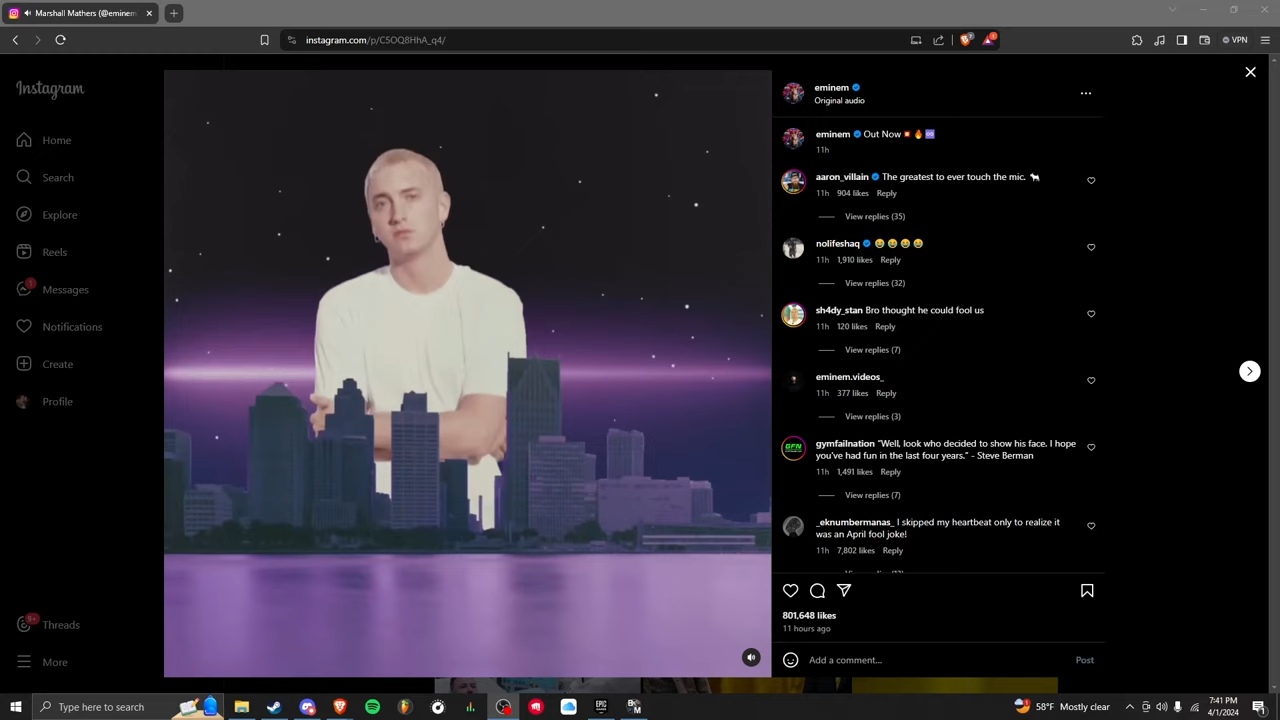 Marshall Mathers (@eminem
instagram.com/p/C5OQ8HhA_q4/
VPN
Instagram
Home
Search
Explore
Reels
1
Messages
Notifications
Create
Profile
9+
Threads
More
eminem
Original audio
eminem Out Now 💥🔥♾️
11h
aaron_villain The greatest to ever touch the mic. 🐐
11h 904 likes Reply
View replies (35)
nolifeshaq 😂😂😂😂
11h 1,910 likes Reply
View replies (32)
sh4dy_stan Bro thought he could fool us
11h 120 likes Reply
View replies (7)
eminem.videos_
11h 377 likes Reply
View replies (3)
GFN
gymfailnation "Well, look who decided to show his face. I hope
you've had fun in the last four years." - Steve Berman
11h 1,491 likes Reply
View replies (7)
_eknumbermanas_ I skipped my heartbeat only to realize it
was an April fool joke!
11h 7,802 likes Reply
801,648 likes
11 hours ago
Add a comment...
Post
Type here to search
58°F Mostly clear
7:41 PM
4/1/2024